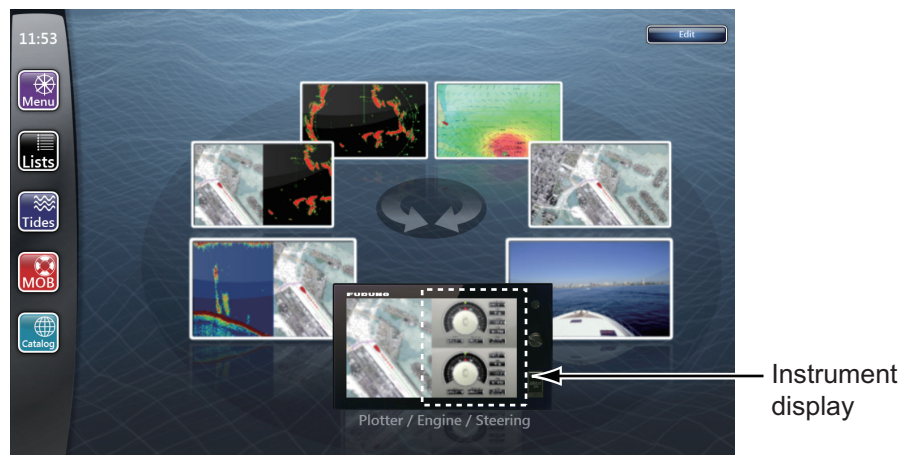 11:53
Edit
Menu
Lists
Tides
MOB
Catalog
FURUNO
Plotter / Engine / Steering
Instrument
display